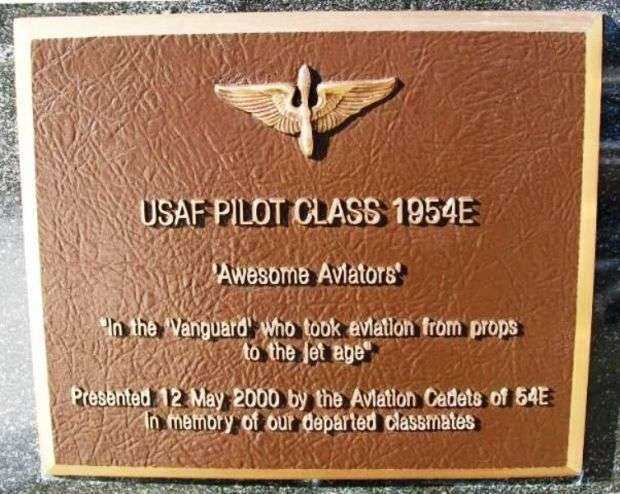 USAF PILOT CLASS 1954E
'Awesome Aviators'
"In the 'Vanguard' who took aviation from props
to the jet age"
Presented 12 May 2000 by the Aviation Cadets of 54E
In memory of our departed classmates